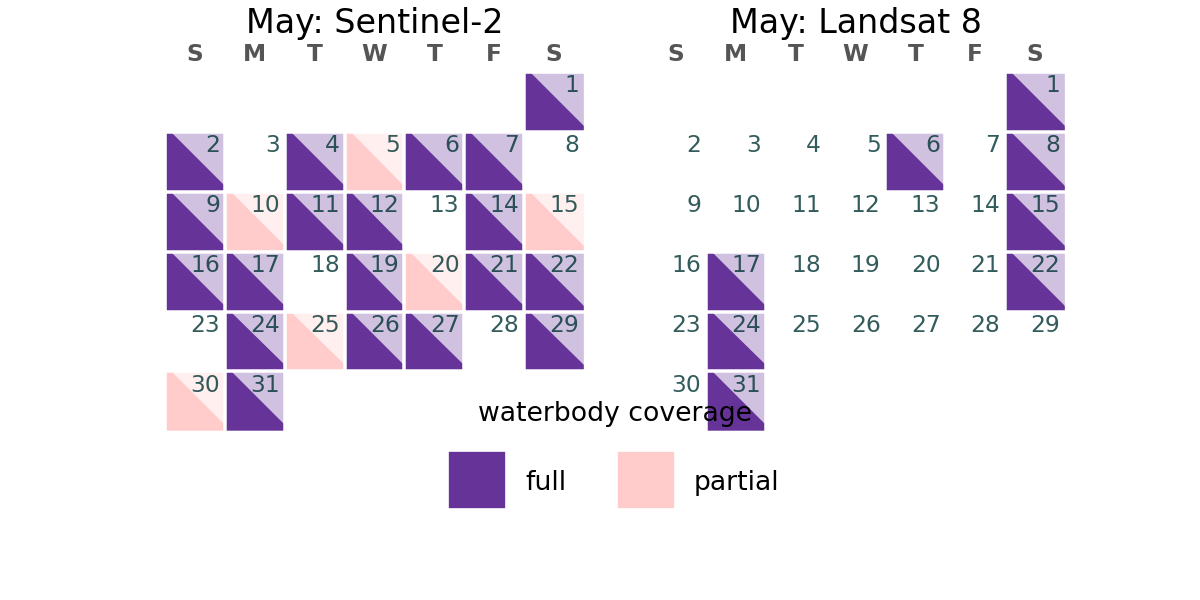 May: Sentinel-2
S M T W T F S
1
2 3 4 5 6 7 8
9 10 11 12 13 14 15
16 17 18 19 20 21 22
23 24 25 26 27 28 29
30 31
May: Landsat 8
S M T W T F S
1
2 3 4 5 6 7 8
9 10 11 12 13 14 15
16 17 18 19 20 21 22
23 24 25 26 27 28 29
30 31
waterbody coverage
full partial